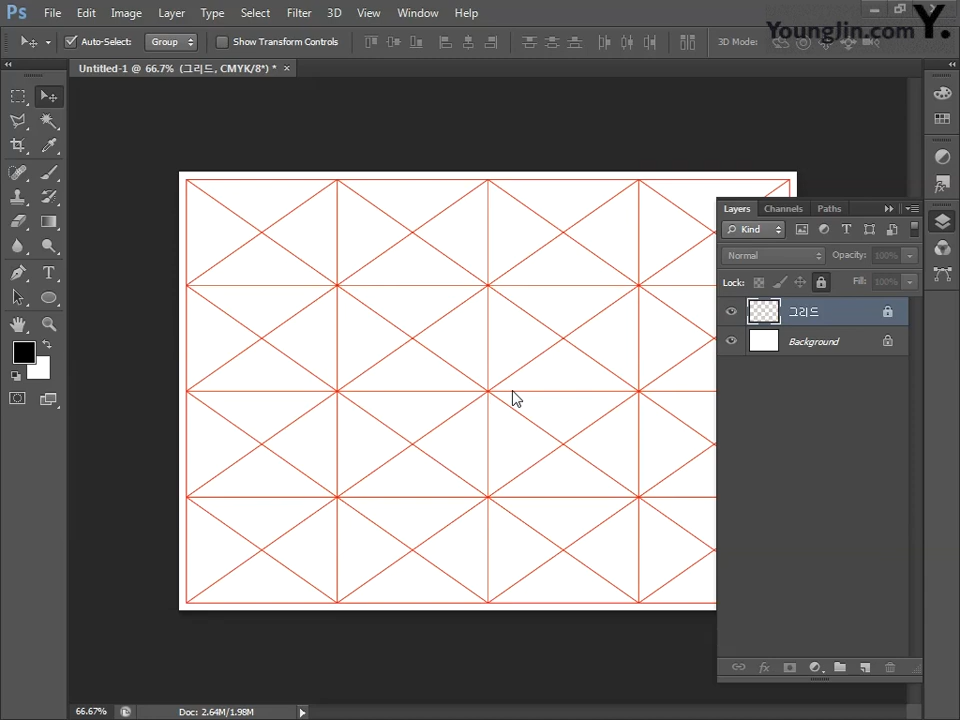 Ps File Edit Image Layer Type Select Filter 3D View Window Help
Auto-Select: Group Show Transform Controls 3D Mode:
YoungJin.com Y.
Untitled-1 @ 66.7% (그리드, CMYK/8*) * ×
Layers Channels Paths
Kind
Normal Opacity: 100%
Lock: Fill: 100%
그리드
Background
fx
66.67% Doc: 2.64M/1.98M